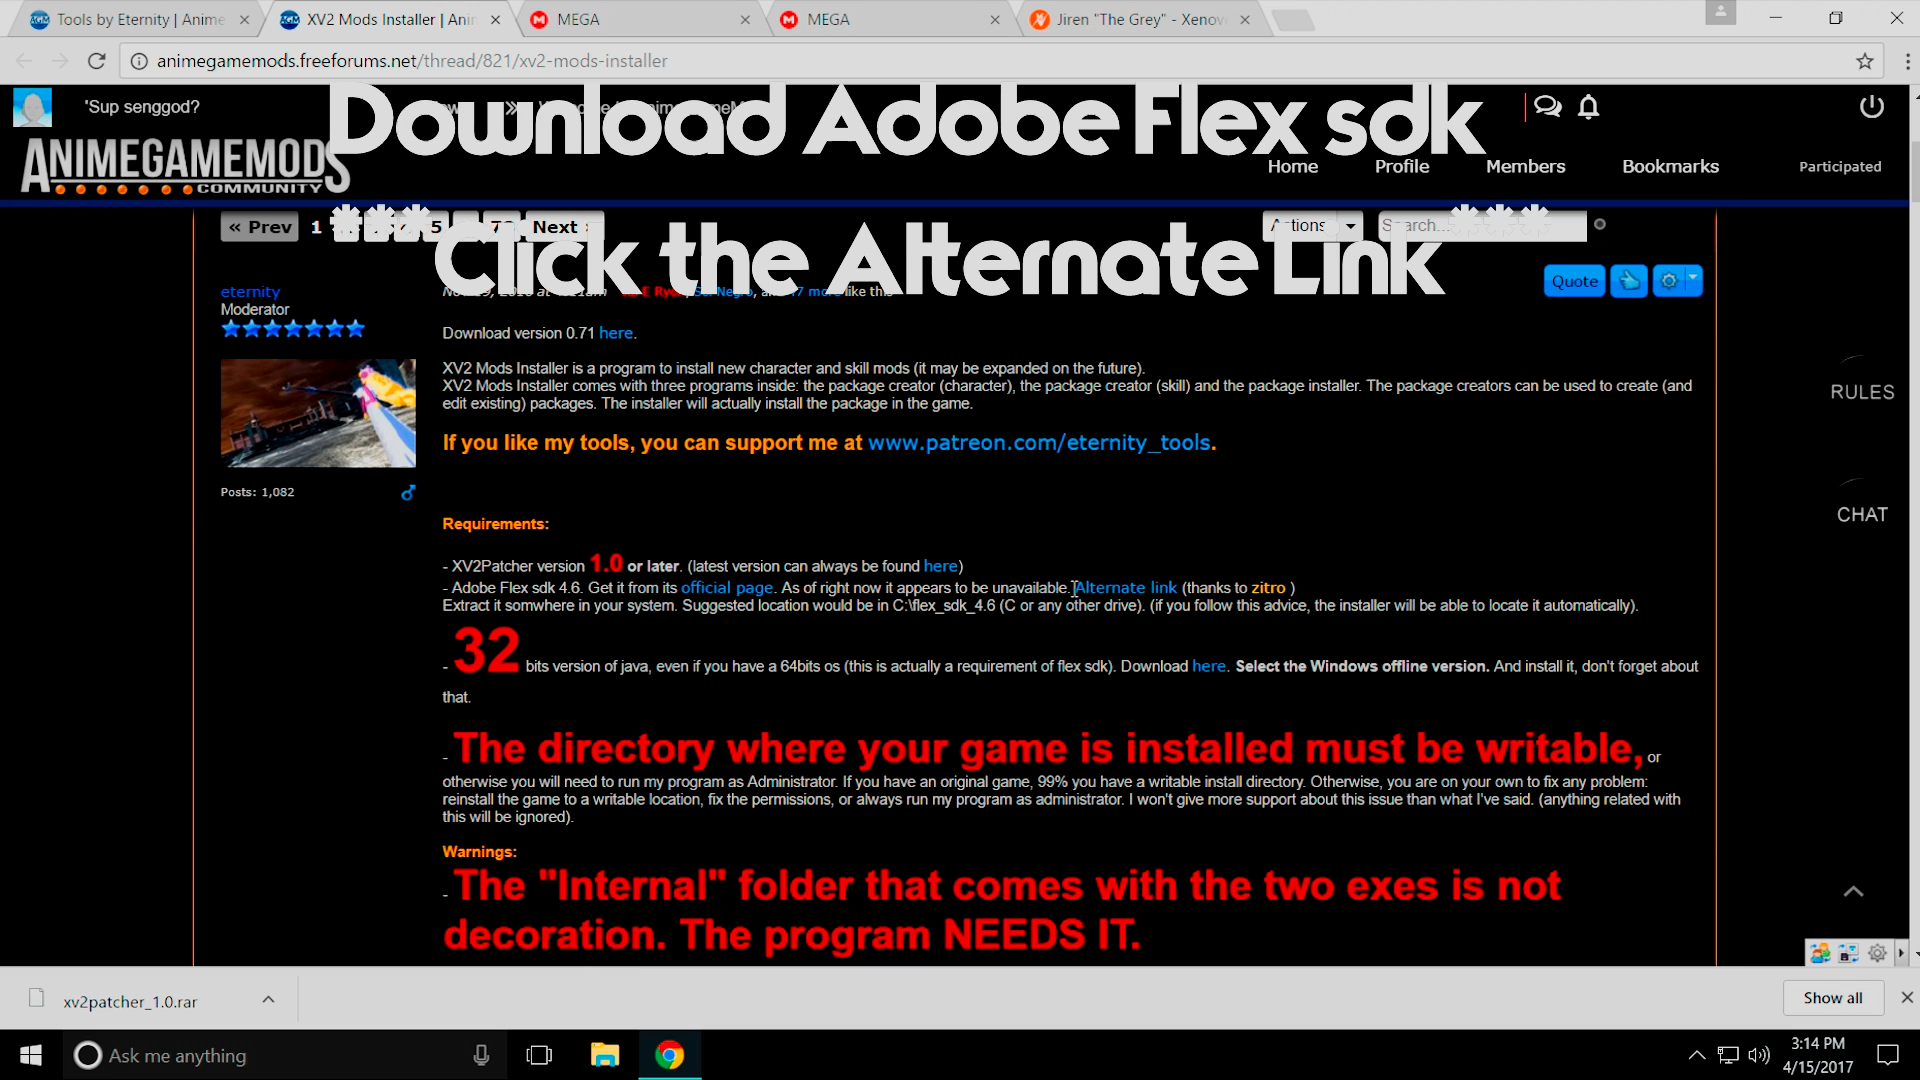 Tools by Eternity | Anime
XV2 Mods Installer | Ani
MEGA
MEGA
Jiren "The Grey" - Xenov
animegamemods.freeforums.net/thread/821/xv2-mods-installer
'Sup senggod?
Download Adobe Flex sdk
ANIMEGAMEMODS
COMMUNITY
Home Profile Members Bookmarks Participated
« Prev 1 5 Next
Actions Search...
*** Click the Alternate Link ***
eternity
Moderator
Quote
like this
Download version 0.71 here.
XV2 Mods Installer is a program to install new character and skill mods (it may be expanded on the future).
XV2 Mods Installer comes with three programs inside: the package creator (character), the package creator (skill) and the package installer. The package creators can be used to create (and
edit existing) packages. The installer will actually install the package in the game.
RULES
If you like my tools, you can support me at www.patreon.com/eternity_tools.
Posts: 1,082
CHAT
Requirements:
- XV2Patcher version 1.0 or later. (latest version can always be found here)
- Adobe Flex sdk 4.6. Get it from its official page. As of right now it appears to be unavailable. Alternate link (thanks to zitro )
Extract it somwhere in your system. Suggested location would be in C:\flex_sdk_4.6 (C or any other drive). (if you follow this advice, the installer will be able to locate it automatically).
- 32 bits version of java, even if you have a 64bits os (this is actually a requirement of flex sdk). Download here. Select the Windows offline version. And install it, don't forget about
that.
- The directory where your game is installed must be writable, or
otherwise you will need to run my program as Administrator. If you have an original game, 99% you have a writable install directory. Otherwise, you are on your own to fix any problem:
reinstall the game to a writable location, fix the permissions, or always run my program as administrator. I won't give more support about this issue than what I've said. (anything related with
this will be ignored).
Warnings:
- The "Internal" folder that comes with the two exes is not
decoration. The program NEEDS IT.
xv2patcher_1.0.rar
Show all
Ask me anything
3:14 PM
4/15/2017